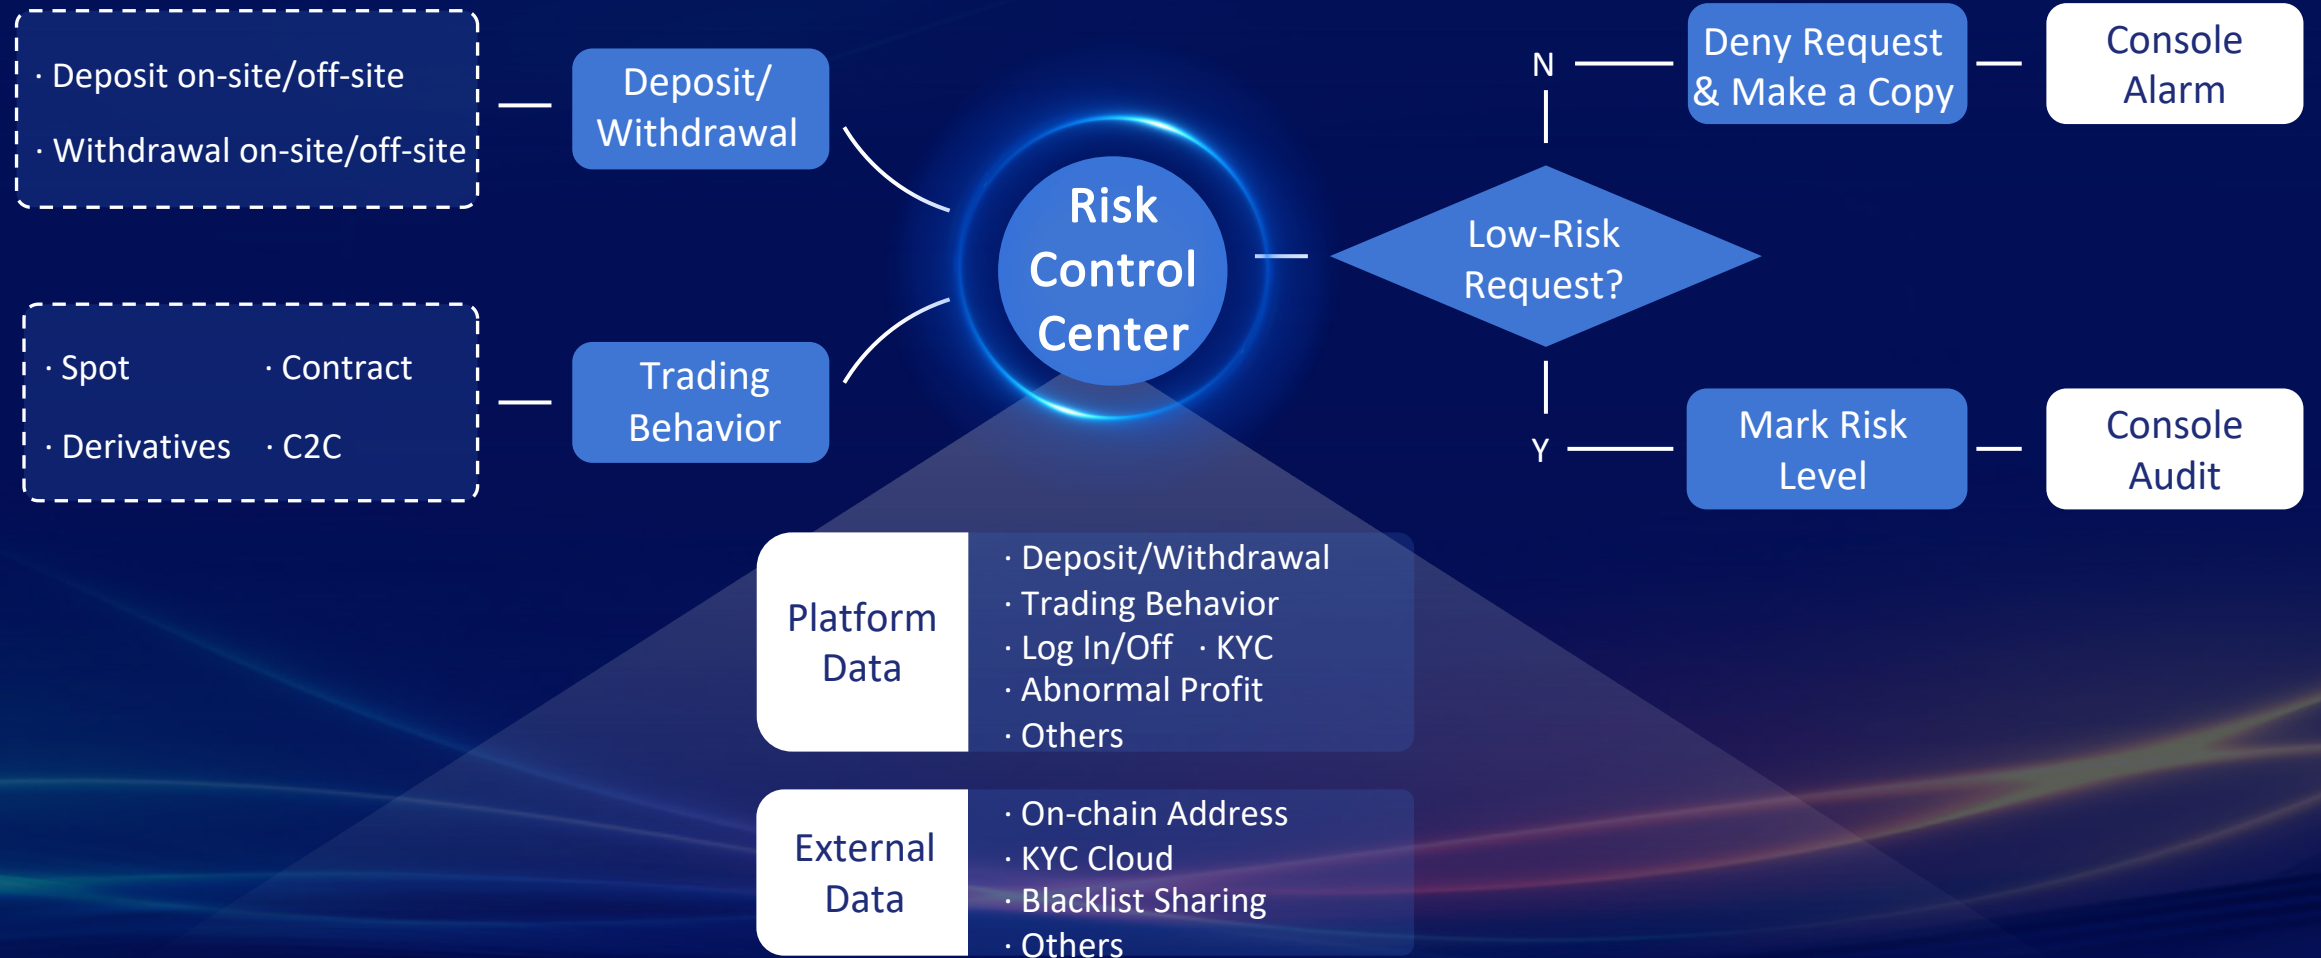 · Deposit on-site/off-site
· Withdrawal on-site/off-site
Deposit/
Withdrawal
· Spot · Contract
· Derivatives · C2C
Trading
Behavior
Risk
Control
Center
Low-Risk
Request?
N
Deny Request
& Make a Copy
Console
Alarm
Y
Mark Risk
Level
Console
Audit
Platform
Data
· Deposit/Withdrawal
· Trading Behavior
· Log In/Off · KYC
· Abnormal Profit
· Others
External
Data
· On-chain Address
· KYC Cloud
· Blacklist Sharing
· Others